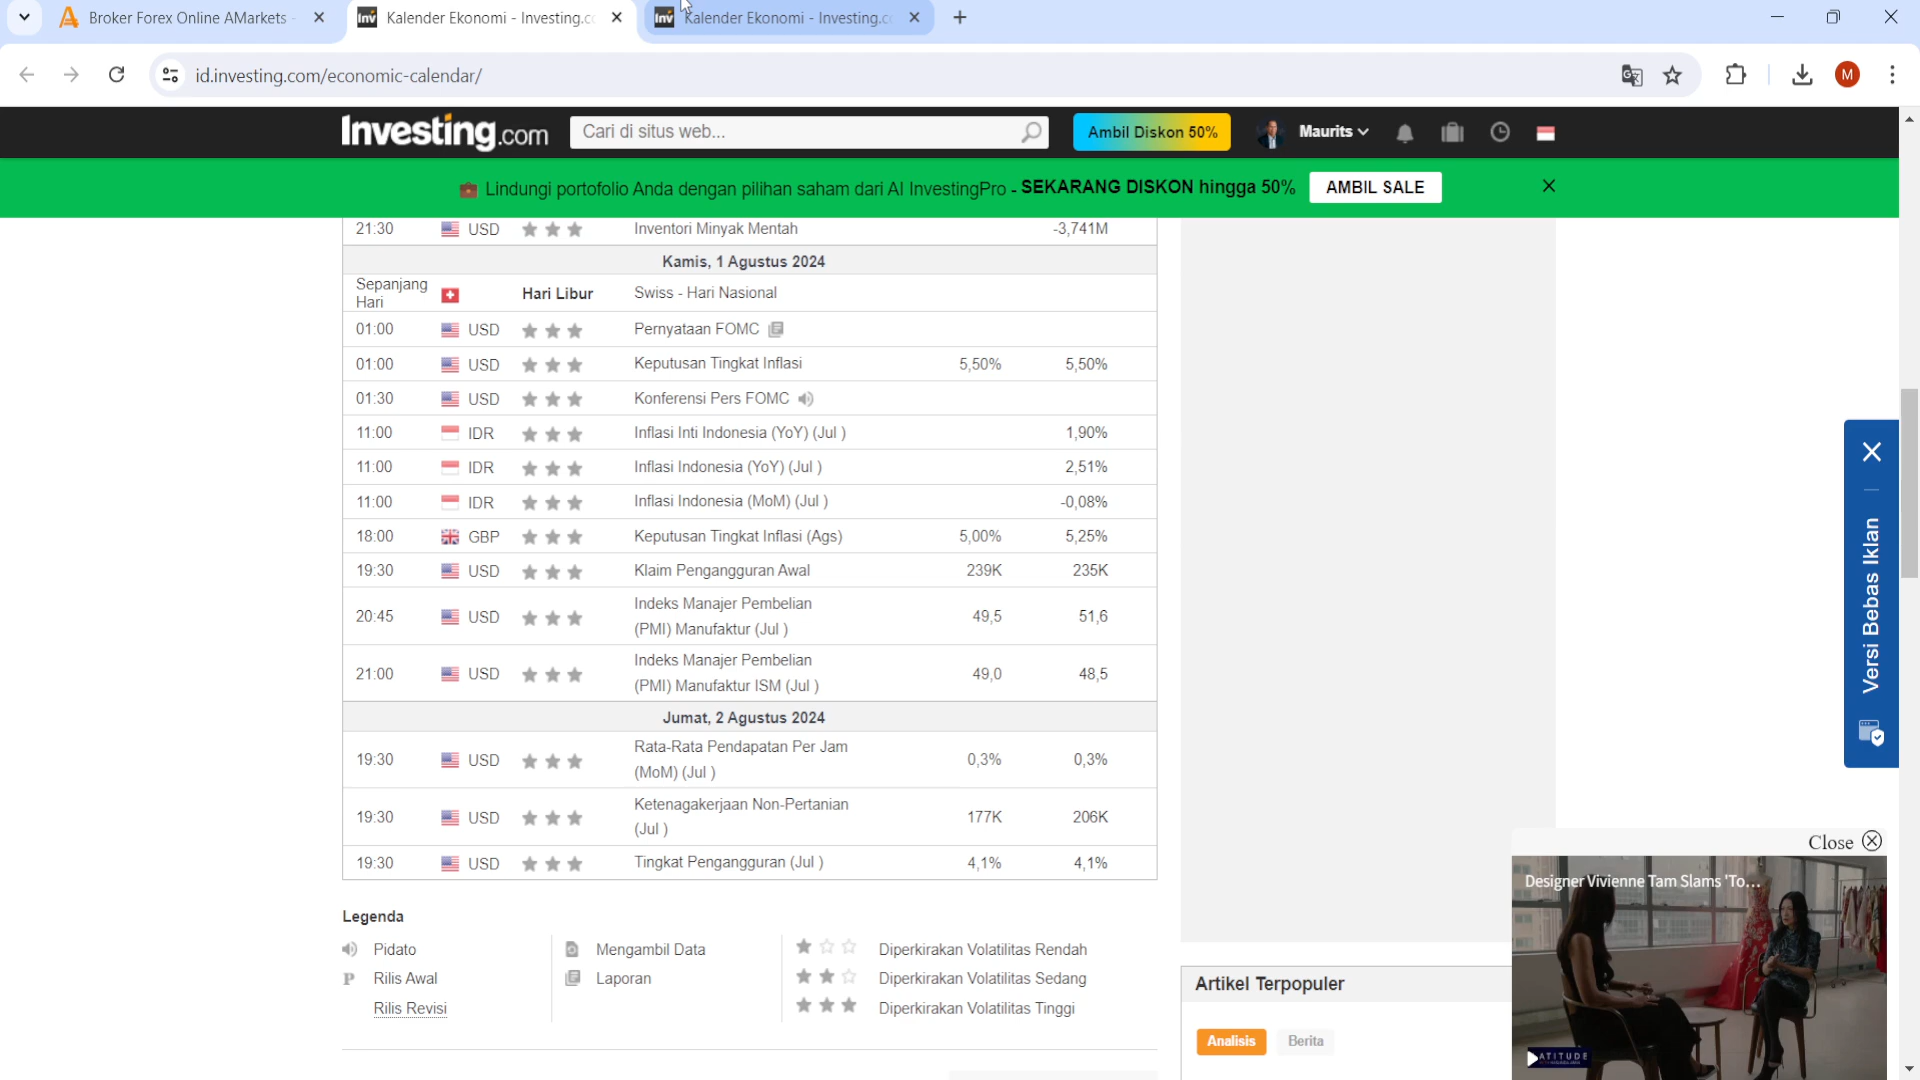 Broker Forex Online AMarkets -
Kalender Ekonomi - Investing.co
Kalender Ekonomi - Investing.co
id.investing.com/economic-calendar/
M
Investing.com
Cari di situs web...
Ambil Diskon 50%
Maurits
Lindungi portofolio Anda dengan pilihan saham dari AI InvestingPro - SEKARANG DISKON hingga 50%
AMBIL SALE
21:30 USD Inventori Minyak Mentah -3,741M
Kamis, 1 Agustus 2024
Sepanjang
Hari
Hari Libur Swiss - Hari Nasional
01:00 USD Pernyataan FOMC
01:00 USD Keputusan Tingkat Inflasi 5,50% 5,50%
01:30 USD Konferensi Pers FOMC
11:00 IDR Inflasi Inti Indonesia (YoY) (Jul ) 1,90%
11:00 IDR Inflasi Indonesia (YoY) (Jul ) 2,51%
11:00 IDR Inflasi Indonesia (MoM) (Jul ) -0,08%
18:00 GBP Keputusan Tingkat Inflasi (Ags) 5,00% 5,25%
19:30 USD Klaim Pengangguran Awal 239K 235K
Indeks Manajer Pembelian
20:45 USD 49,5 51,6
(PMI) Manufaktur (Jul )
Indeks Manajer Pembelian
21:00 USD 49,0 48,5
(PMI) Manufaktur ISM (Jul )
Jumat, 2 Agustus 2024
Rata-Rata Pendapatan Per Jam
19:30 USD 0,3% 0,3%
(MoM) (Jul )
Ketenagakerjaan Non-Pertanian
19:30 USD 177K 206K
(Jul )
19:30 USD Tingkat Pengangguran (Jul ) 4,1% 4,1%
Legenda
Pidato
Rilis Awal
Rilis Revisi
Mengambil Data
Laporan
Diperkirakan Volatilitas Rendah
Diperkirakan Volatilitas Sedang
Diperkirakan Volatilitas Tinggi
Artikel Terpopuler
Analisis
Berita
Versi Bebas Iklan
Close
Designer Vivienne Tam Slams 'To...